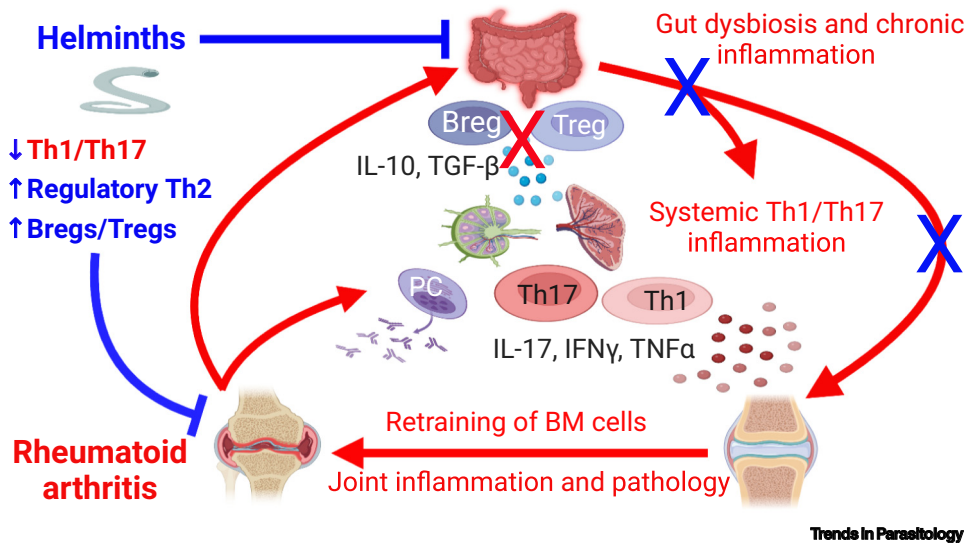 Helminths
Gut dysbiosis and chronic
inflammation
X
Breg
X
Treg
↓Th1/Th17
IL-10, TGF-β
↑Regulatory Th2
↑Bregs/Tregs
Systemic Th1/Th17
inflammation
X
PC
Th17
Th1
IL-17, IFNγ, TNFα
Retraining of BM cells
Rheumatoid
arthritis
Joint inflammation and pathology
Trends in Parasitology